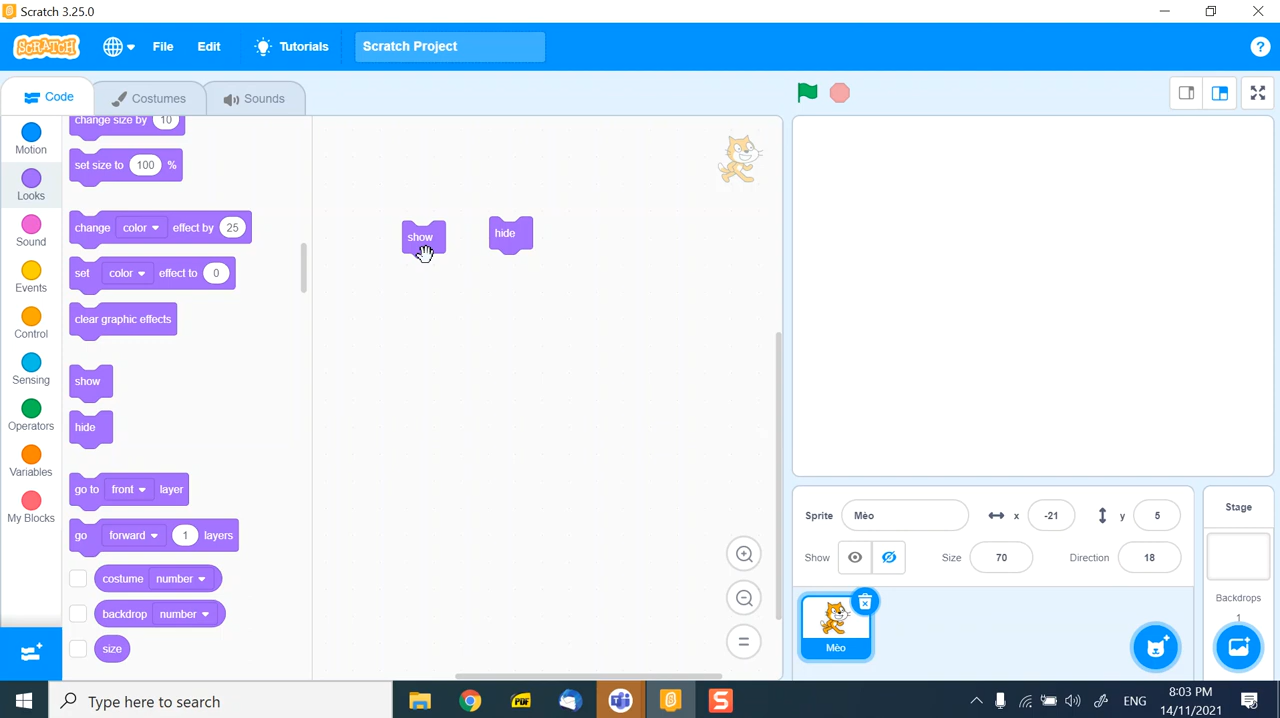 Scratch 3.25.0
SCRATCH
File
Edit
Tutorials
Scratch Project
?
Code
Costumes
Sounds
Motion
Looks
Sound
Events
Control
Sensing
Operators
Variables
My Blocks
change size by 10
set size to 100 %
change color effect by 25
set color effect to 0
clear graphic effects
show
hide
go to front layer
go forward 1 layers
costume number
backdrop number
size
show
hide
Sprite Mèo x -21 y 5
Show Size 70 Direction 18
Mèo
Stage
Backdrops
1
Type here to search
PDF
S
ENG
8:03 PM
14/11/2021